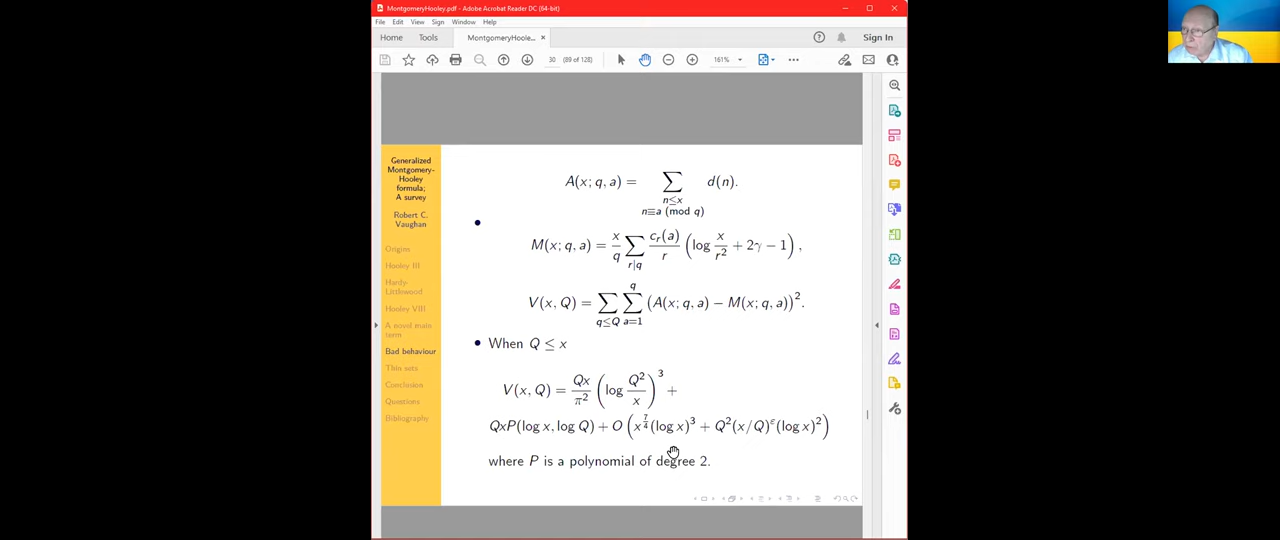 MontgomeryHooley.pdf - Adobe Acrobat Reader DC (64-bit)
File Edit View Sign Window Help
Home Tools MontgomeryHooley... × Sign In
30 (89 of 128) 161%
Generalized
Montgomery-
Hooley
formula;
A survey
Robert C.
Vaughan
Origins
Hooley III
Hardy-
Littlewood
Hooley VIII
A novel main
term
Bad behaviour
Thin sets
Conclusion
Questions
Bibliography
A(x; q, a) = ∑_{n≤x, n≡a (mod q)} d(n).
• M(x; q, a) = x/q ∑_{r|q} c_r(a)/r (log x/r² + 2γ − 1),
V(x, Q) = ∑_{q≤Q} ∑_{a=1}^{q} (A(x; q, a) − M(x; q, a))².
• When Q ≤ x
V(x, Q) = Qx/π² (log Q²/x)³ +
QxP(log x, log Q) + O(x^{7/4}(log x)³ + Q²(x/Q)^ε(log x)²)
where P is a polynomial of degree 2.